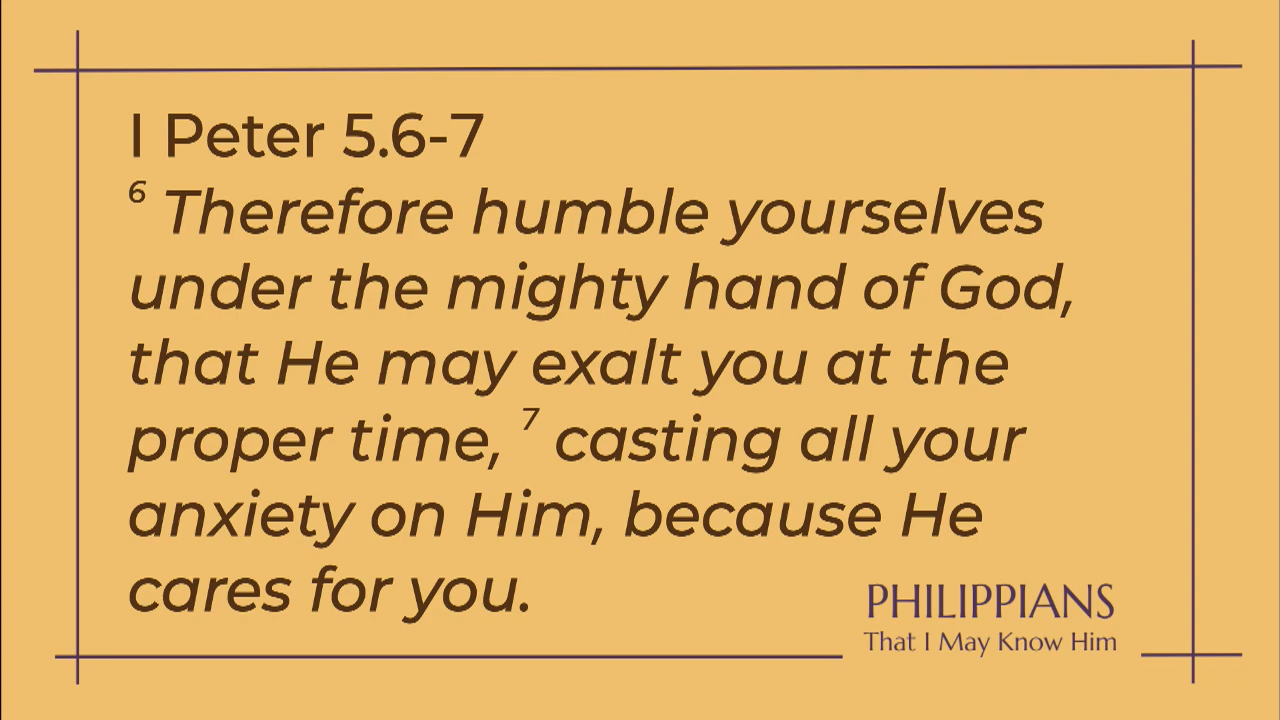 I Peter 5.6-7
6 Therefore humble yourselves
under the mighty hand of God,
that He may exalt you at the
proper time, 7 casting all your
anxiety on Him, because He
cares for you.
PHILIPPIANS
That I May Know Him